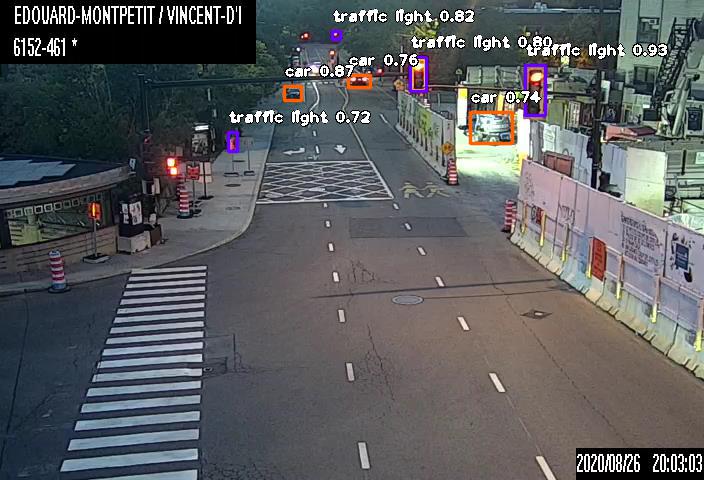 EDOUARD-MONTPETIT / VINCENT-D'I
6152-461 *
traffic light 0.82
traffic light 0.80
traffic light 0.93
car 0.76
car 0.87
car 0.74
traffic light 0.72
2020/08/26 20:03:03